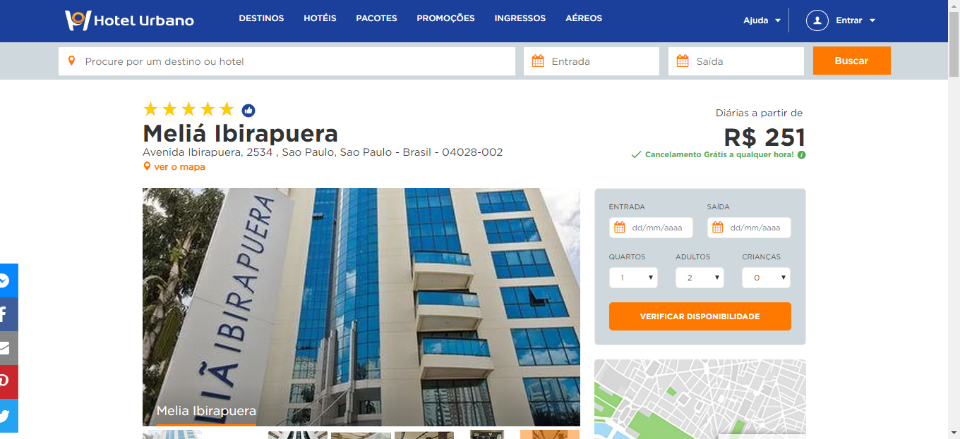 Hotel Urbano
DESTINOS HOTÉIS PACOTES PROMOÇÕES INGRESSOS AÉREOS
Ajuda Entrar
Procure por um destino ou hotel Entrada Saída Buscar
Meliá Ibirapuera
Avenida Ibirapuera, 2534 , Sao Paulo, Sao Paulo - Brasil - 04028-002
ver o mapa
Diárias a partir de
R$ 251
Cancelamento Grátis a qualquer hora!
LIÃ IBIRAPUERA
Melia Ibirapuera
ENTRADA SAÍDA
dd/mm/aaaa dd/mm/aaaa
QUARTOS ADULTOS CRIANÇAS
1 2 0
VERIFICAR DISPONIBILIDADE